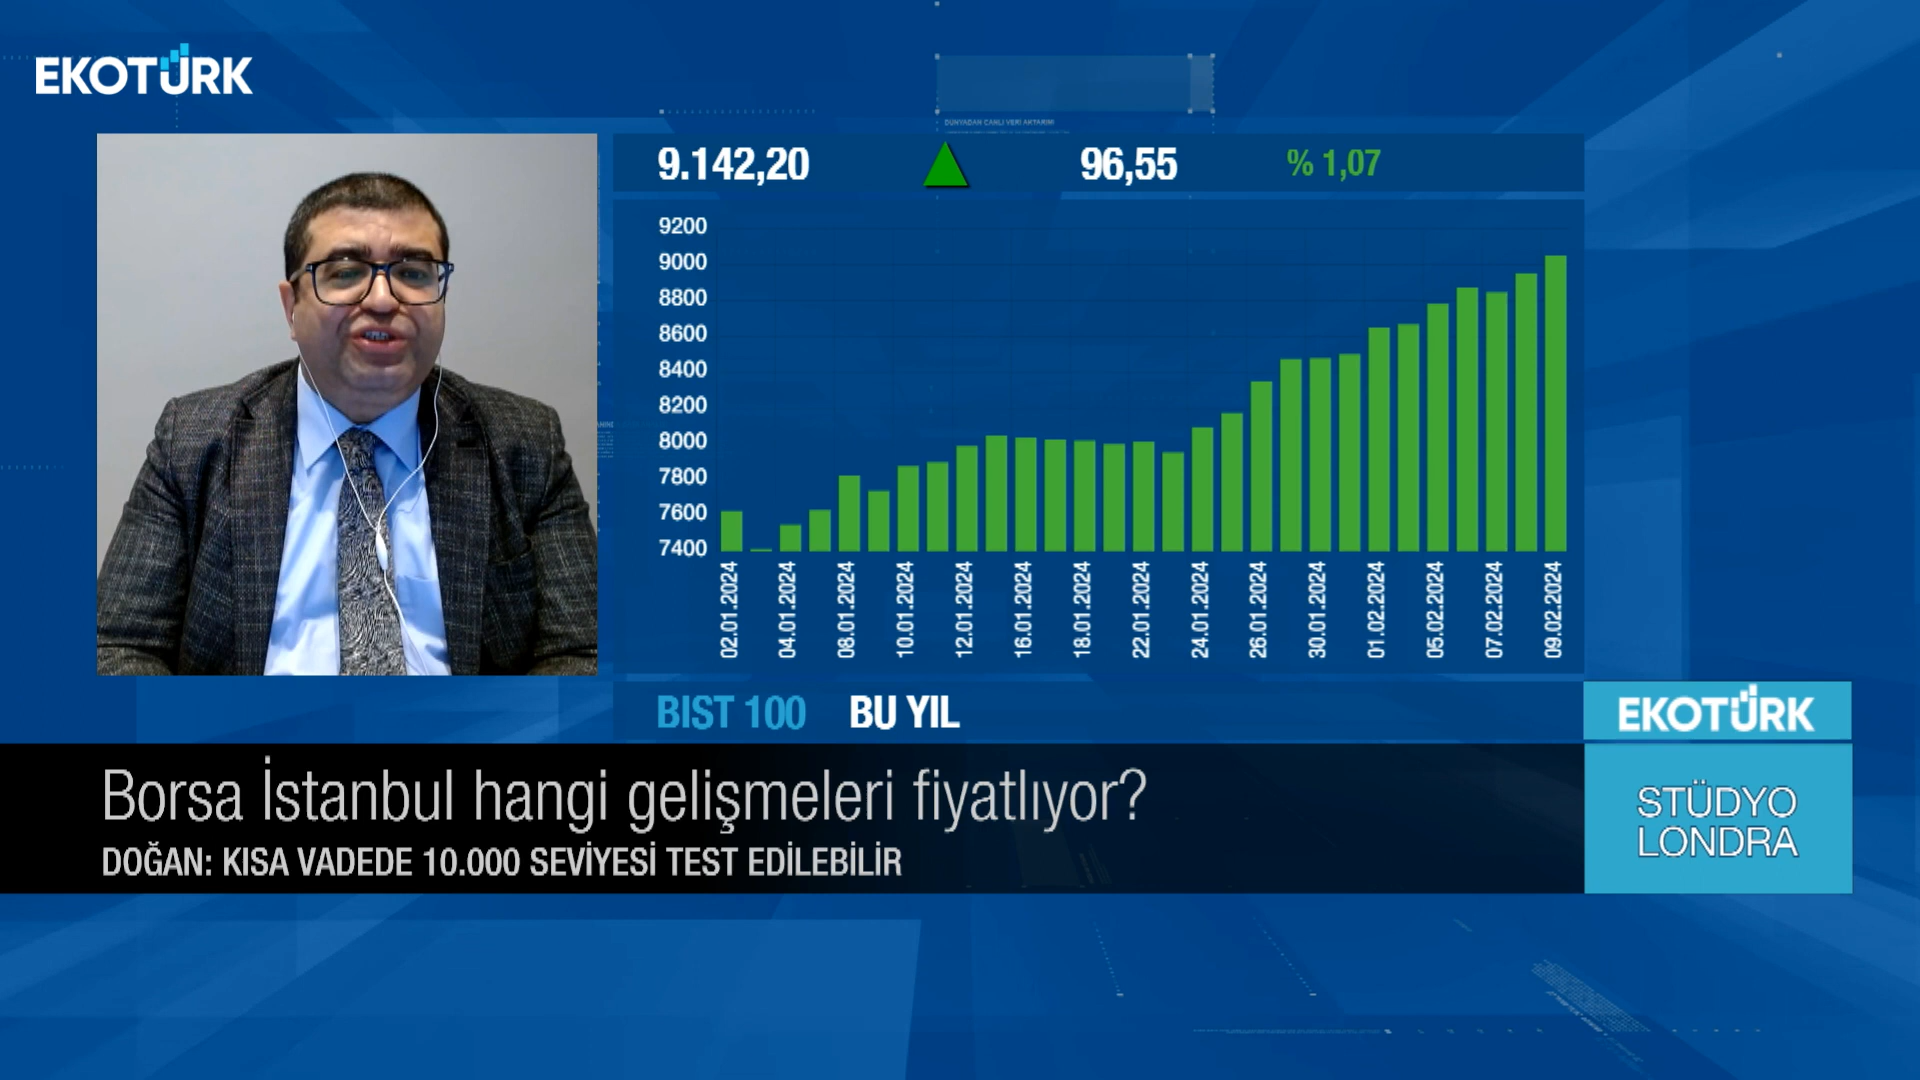 EKOTÜRK
DÜNYADAN CANLI VERİ AKTARIMI
9.142,20 96,55 % 1,07
9200
9000
8800
8600
8400
8200
8000
7800
7600
7400
02.01.2024
04.01.2024
08.01.2024
10.01.2024
12.01.2024
16.01.2024
18.01.2024
22.01.2024
24.01.2024
26.01.2024
30.01.2024
01.02.2024
05.02.2024
07.02.2024
09.02.2024
BIST 100 BU YIL
EKOTÜRK
Borsa İstanbul hangi gelişmeleri fiyatlıyor?
DOĞAN: KISA VADEDE 10.000 SEVİYESİ TEST EDİLEBİLİR
STÜDYO
LONDRA